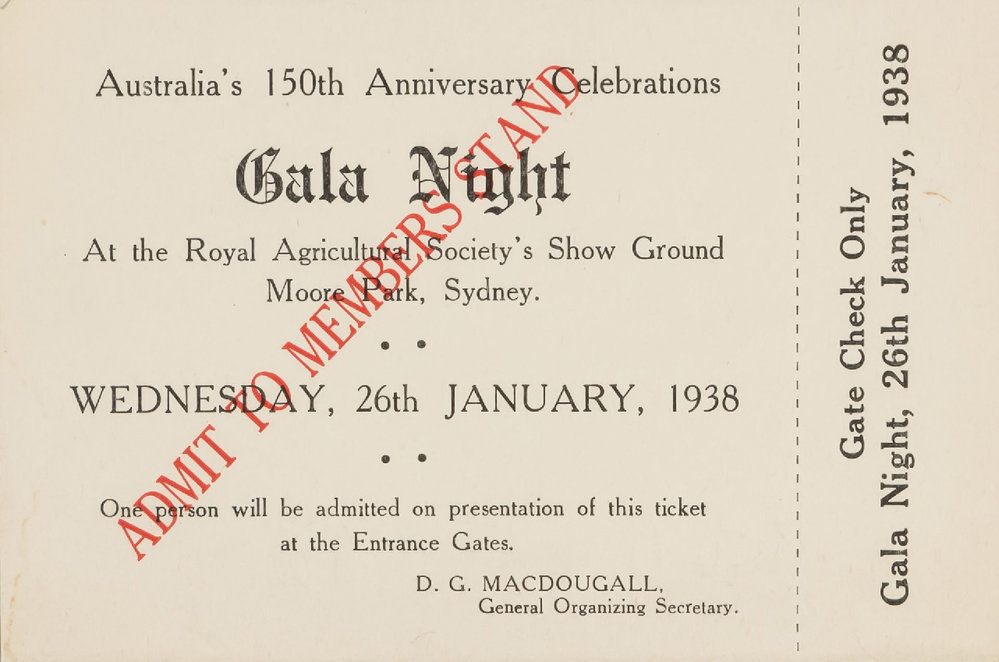 Australia's 150th Anniversary Celebrations
Gala Night
At the Royal Agricultural Society's Show Ground
Moore Park, Sydney.
WEDNESDAY, 26th JANUARY, 1938
One person will be admitted on presentation of this ticket
at the Entrance Gates.
D. G. MACDOUGALL,
General Organizing Secretary.
ADMIT TO MEMBERS STAND
Gate Check Only
Gala Night, 26th January, 1938